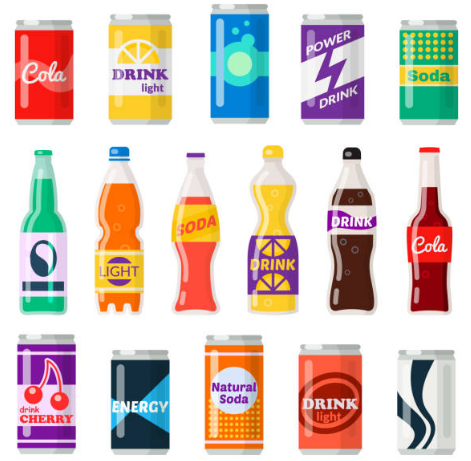 Cola
DRINK
light
POWER
DRINK
Soda
LIGHT
SODA
DRINK
DRINK
Cola
drink
CHERRY
ENERGY
Natural
Soda
DRINK
light